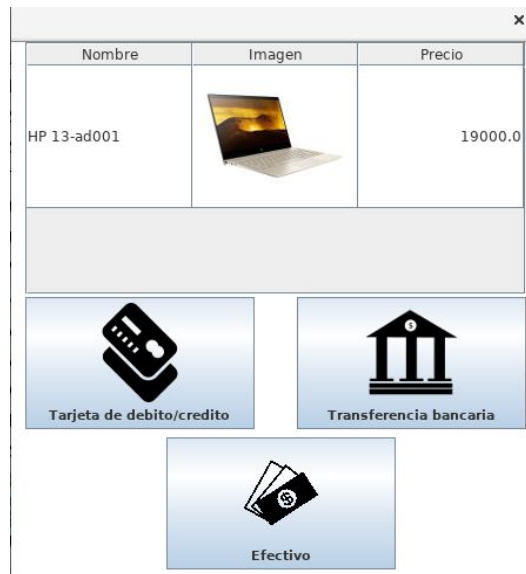 ×
Nombre Imagen Precio
HP 13-ad001 19000.0
$
Tarjeta de debito/credito Transferencia bancaria
$
Efectivo